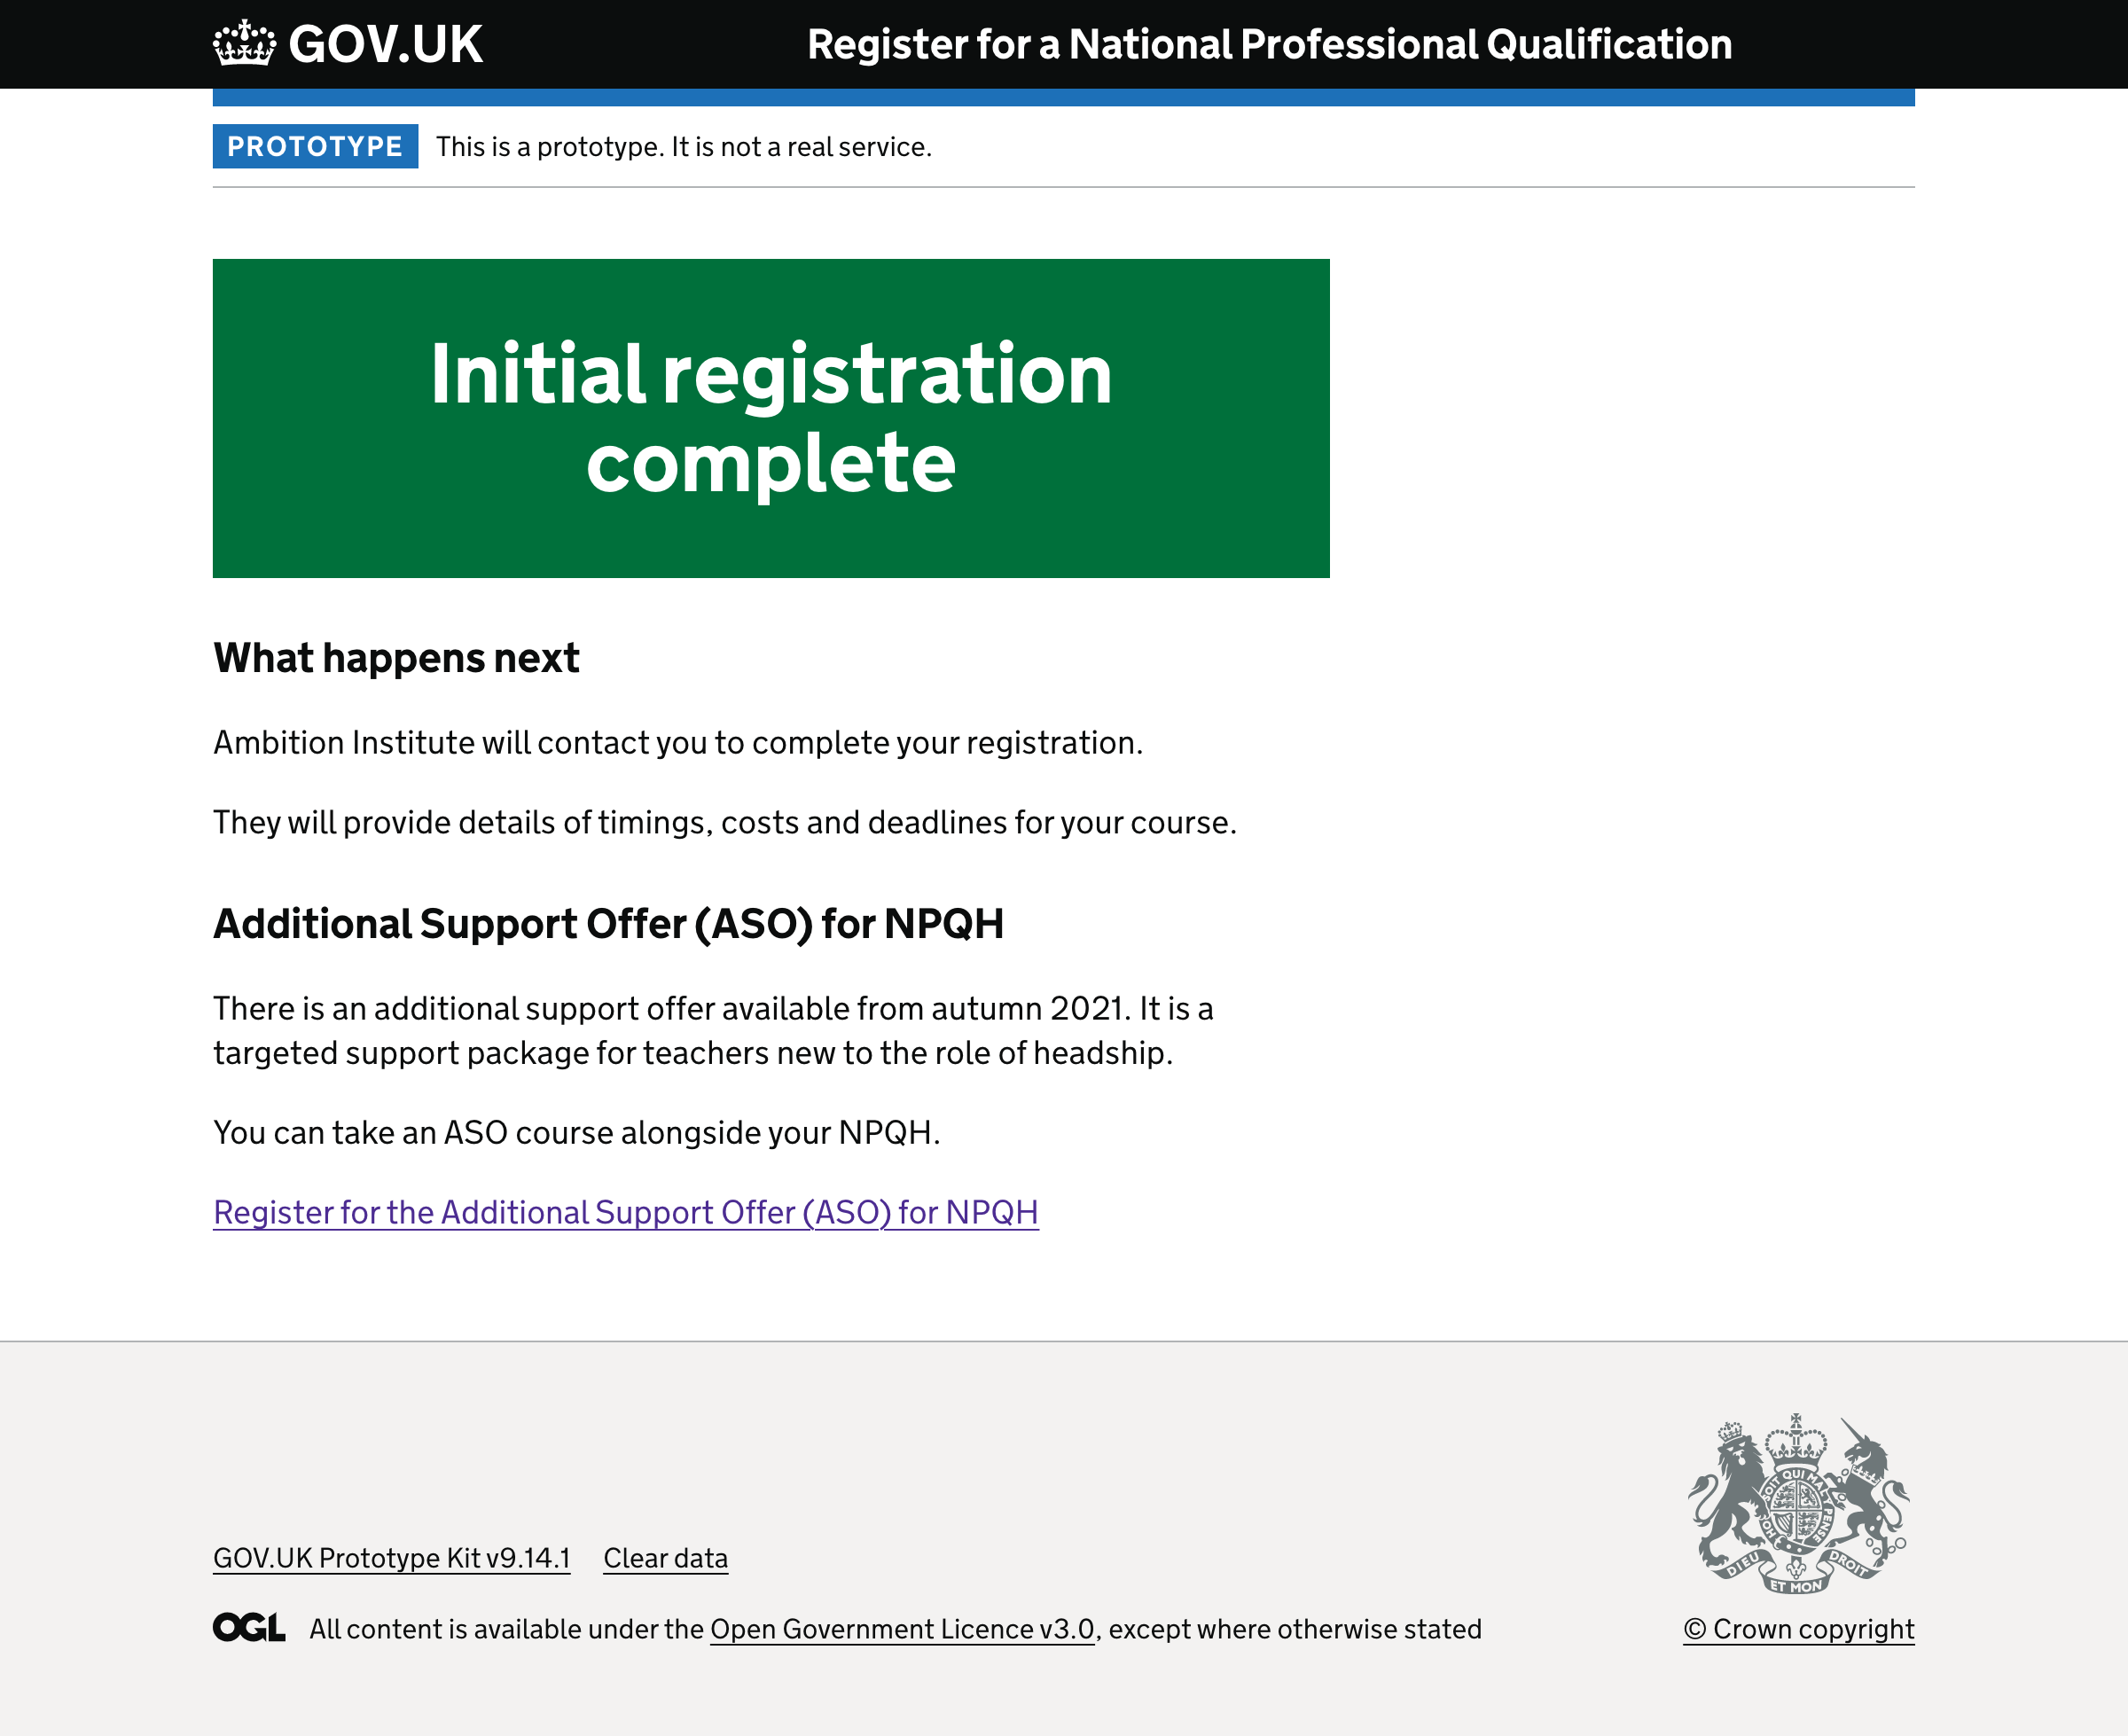 GOV.UK
Register for a National Professional Qualification
PROTOTYPE This is a prototype. It is not a real service.
Initial registration
complete
What happens next
Ambition Institute will contact you to complete your registration.
They will provide details of timings, costs and deadlines for your course.
Additional Support Offer (ASO) for NPQH
There is an additional support offer available from autumn 2021. It is a
targeted support package for teachers new to the role of headship.
You can take an ASO course alongside your NPQH.
Register for the Additional Support Offer (ASO) for NPQH
SOIT QUI MAL
PENSE
HON
DIEU
ET MON
DROIT
GOV.UK Prototype Kit v9.14.1 Clear data
OGL All content is available under the Open Government Licence v3.0, except where otherwise stated
© Crown copyright